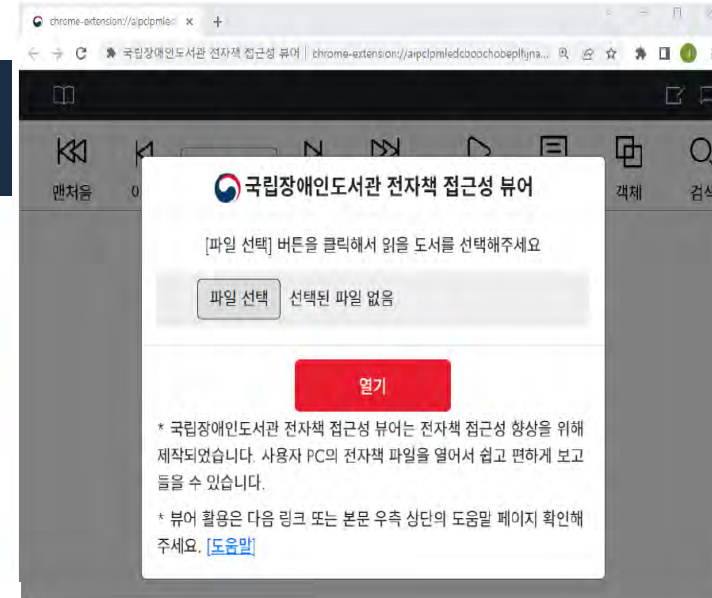 국립장애인도서관 전자책 접근성 뷰어
맨처음
객체
국립장애인도서관 전자책 접근성 뷰어
[파일 선택] 버튼을 클릭해서 읽을 도서를 선택해주세요
파일 선택 선택된 파일 없음
열기
* 국립장애인도서관 전자책 접근성 뷰어는 전자책 접근성 향상을 위해
제작되었습니다. 사용자 PC의 전자책 파일을 열어서 쉽고 편하게 보고
들을 수 있습니다.
* 뷰어 활용은 다음 링크 또는 본문 우측 상단의 도움말 페이지 확인해
주세요. [도움말]